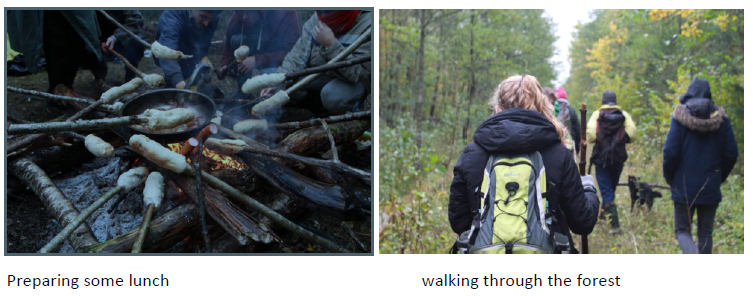 Preparing some lunch
walking through the forest